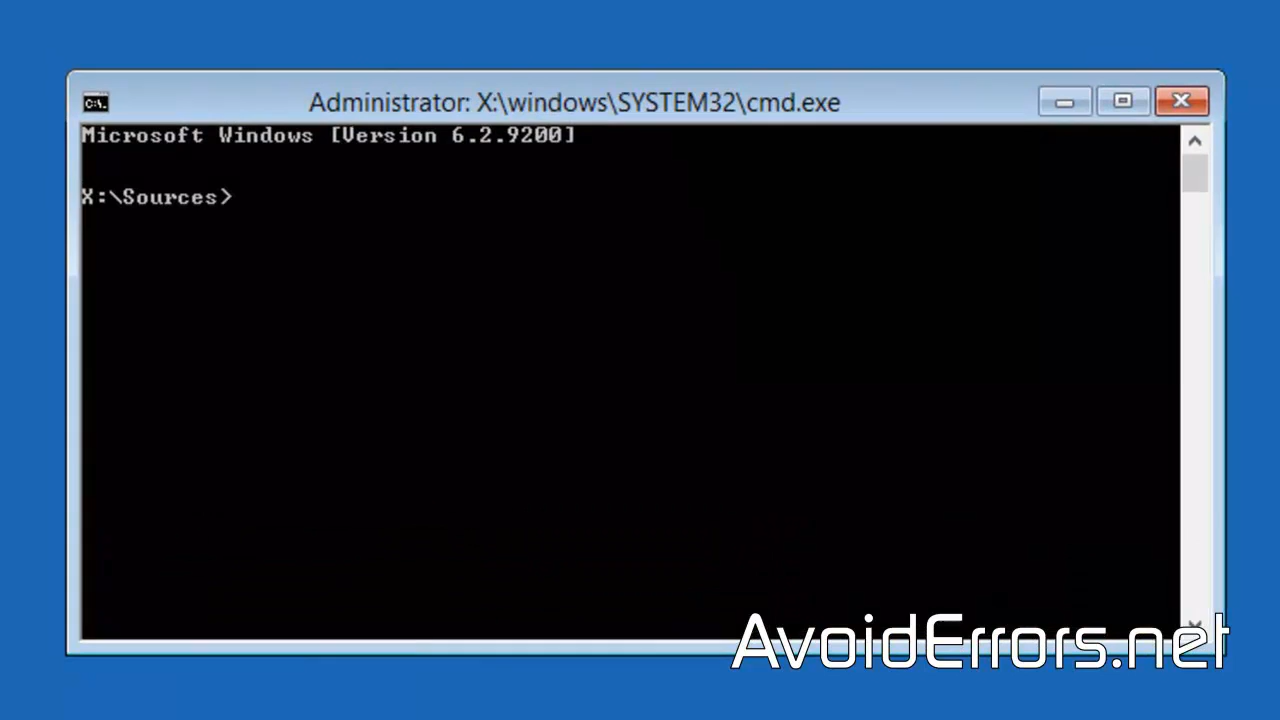 C:\.
Administrator: X:\windows\SYSTEM32\cmd.exe
Microsoft Windows [Version 6.2.9200]
X:\Sources>
AvoidErrors.net